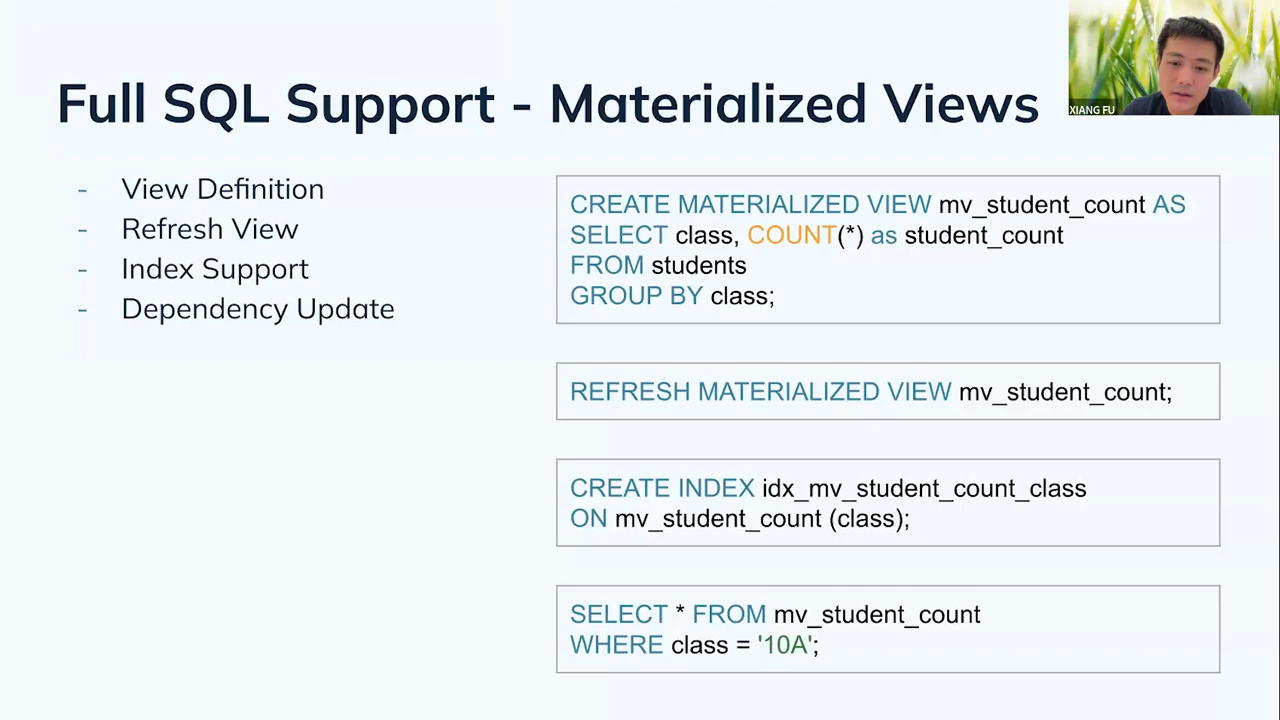 Full SQL Support - Materialized Views
XIANG FU
- View Definition
- Refresh View
- Index Support
- Dependency Update
CREATE MATERIALIZED VIEW mv_student_count AS
SELECT class, COUNT(*) as student_count
FROM students
GROUP BY class;
REFRESH MATERIALIZED VIEW mv_student_count;
CREATE INDEX idx_mv_student_count_class
ON mv_student_count (class);
SELECT * FROM mv_student_count
WHERE class = '10A';